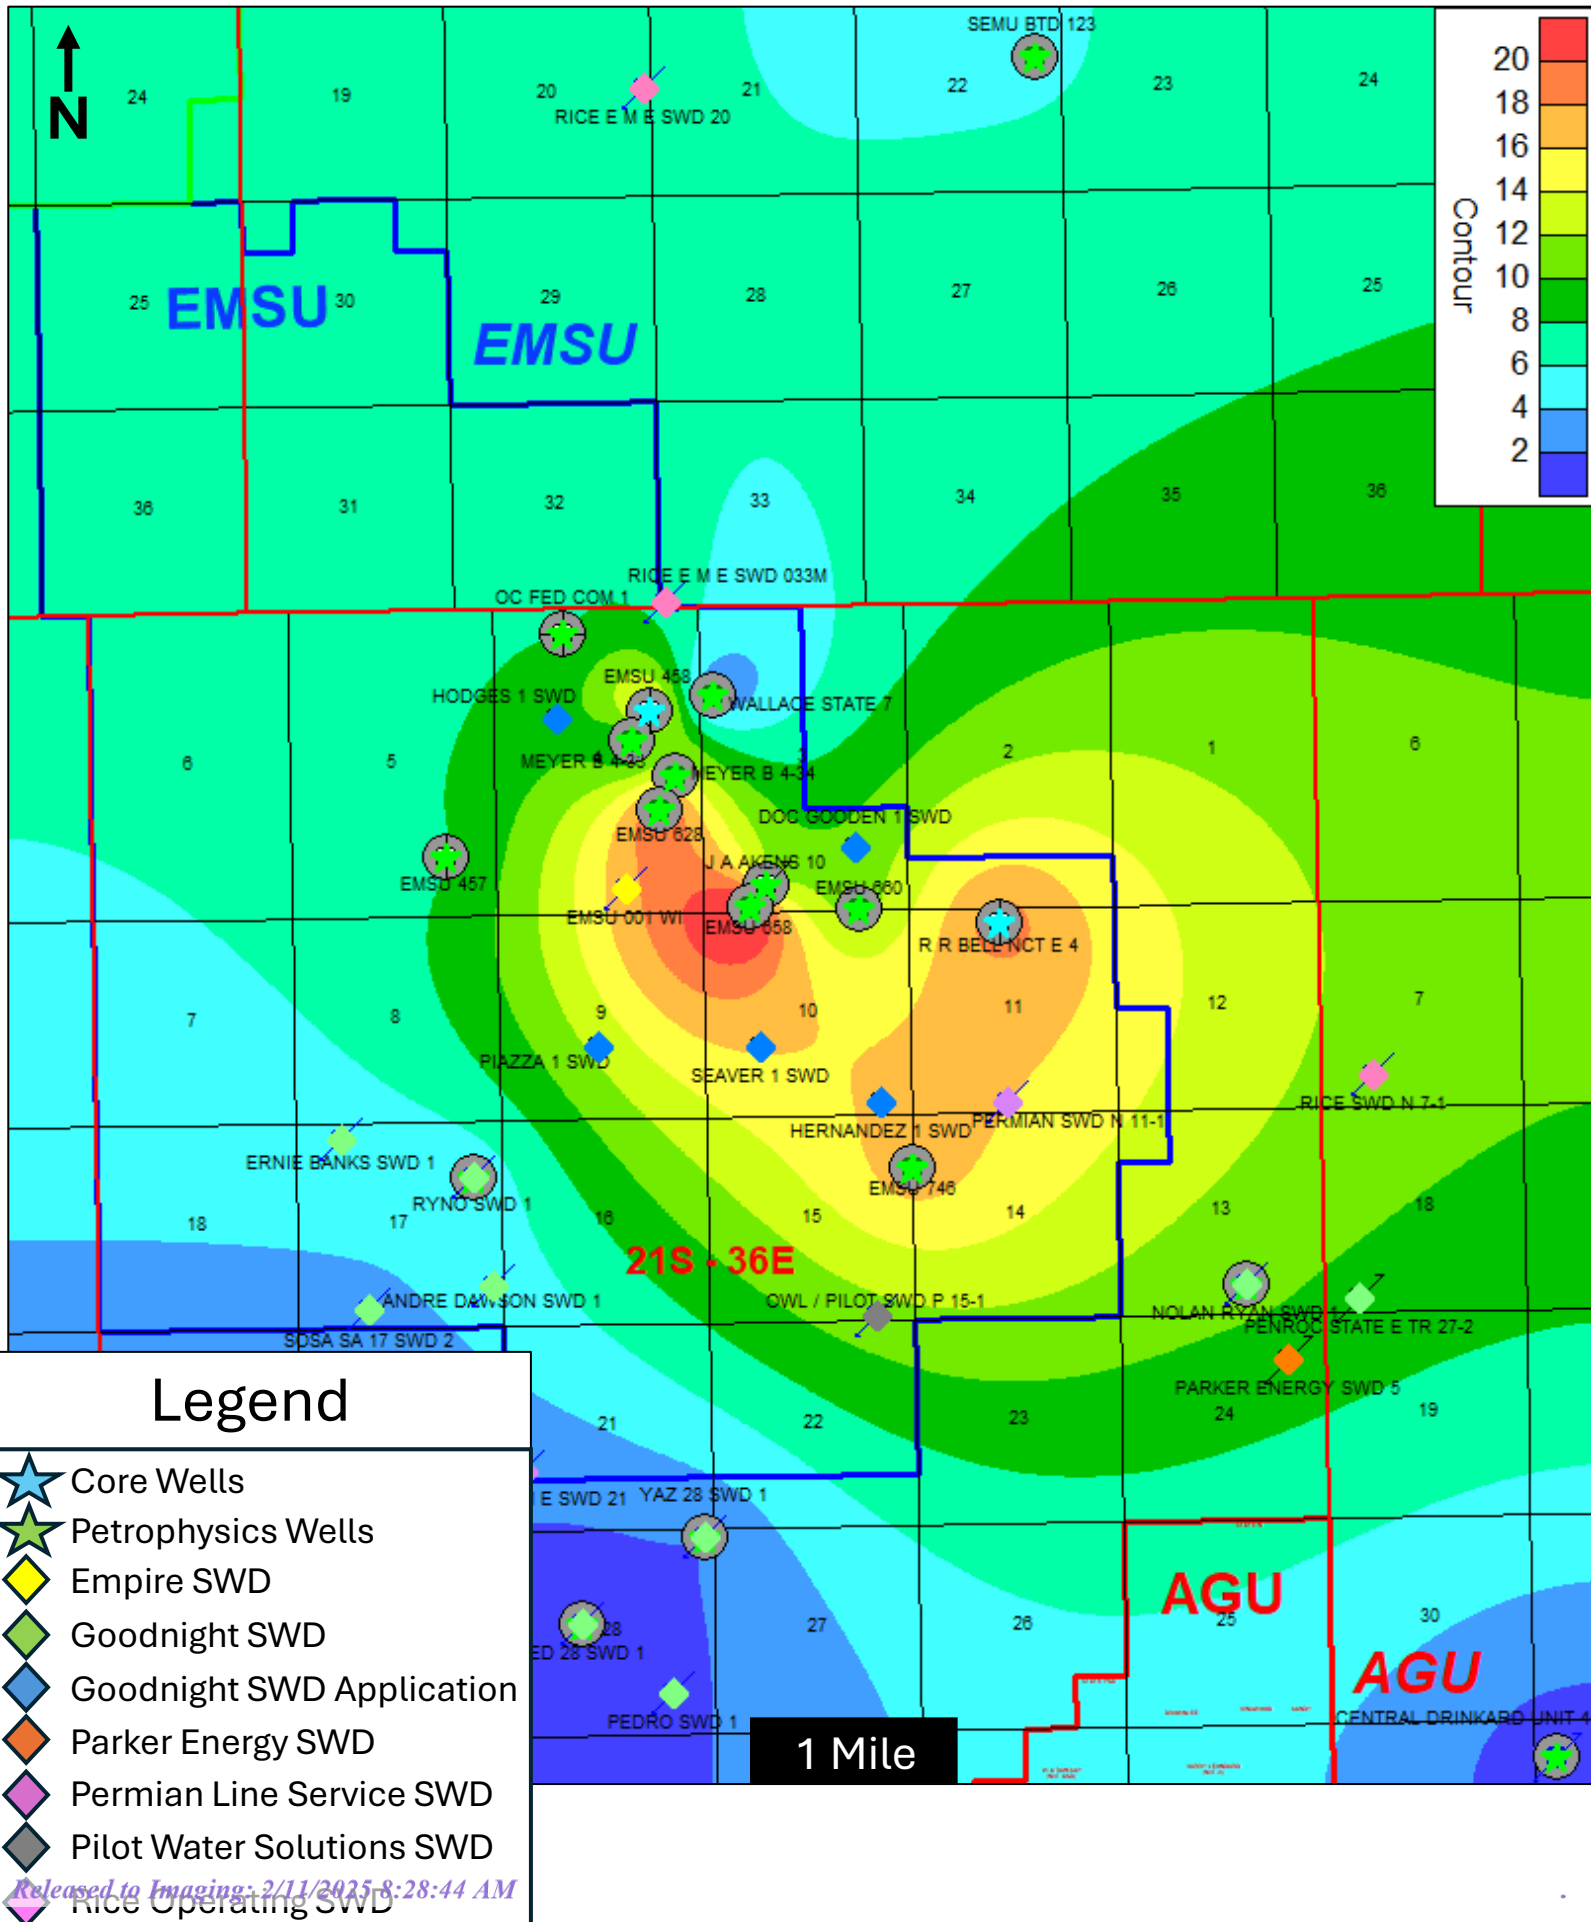 SEMU BTD 123
N
24
19
20
21
22
23
24
RICE E M E SWD 20
Contour
20
18
16
14
12
10
8
6
4
2
25
EMSU
30
29
EMSU
28
27
26
25
36
31
32
33
34
35
36
RICE E M E SWD 033M
OC FED COM 1
EMSU 458
HODGES 1 SWD
WALLACE STATE 7
6
5
MEYER B 4-33
MEYER B 4-34
3
2
1
6
DOC GOODEN 1 SWD
EMSU 628
J A AKENS 10
EMSU 457
EMSU 660
EMSU 001 WI
EMSU 658
R R BELL NCT E 4
7
8
9
10
11
12
7
PIAZZA 1 SWD
SEAVER 1 SWD
RICE SWD N 7-1
HERNANDEZ 1 SWD
PERMIAN SWD N 11-1
ERNIE BANKS SWD 1
RYNO SWD 1
EMSU 746
18
17
16
15
14
13
18
21S - 36E
ANDRE DAWSON SWD 1
OWL / PILOT SWD P 15-1
NOLAN RYAN SWD 1
PENROC STATE E TR 27-2
SOSA SA 17 SWD 2
PARKER ENERGY SWD 5
21
22
23
24
19
E SWD 21
YAZ 28 SWD 1
AGU
28
27
26
25
30
ED 28 SWD 1
AGU
PEDRO SWD 1
CENTRAL DRINKARD UNIT 4
1 Mile
Legend
Core Wells
Petrophysics Wells
Empire SWD
Goodnight SWD
Goodnight SWD Application
Parker Energy SWD
Permian Line Service SWD
Pilot Water Solutions SWD
Rice Operating SWD
Released to Imaging: 2/11/2025 8:28:44 AM